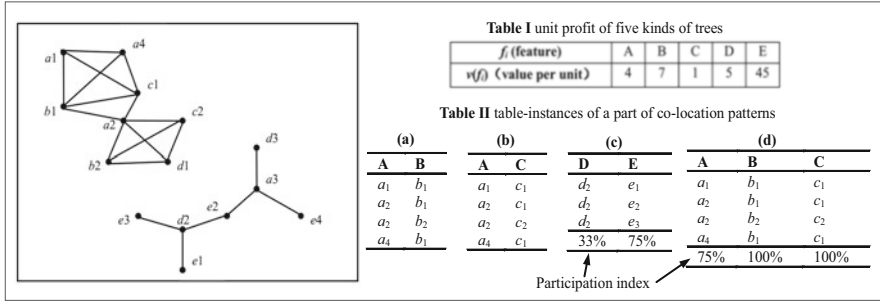 Table I unit profit of five kinds of trees
fi (feature) A B C D E
v(fi) (value per unit) 4 7 1 5 45
a1
a4
c1
b1
a2
c2
b2
d1
d3
a3
e2
e3
d2
e4
e1
Table II table-instances of a part of co-location patterns
(a)
A B
a1 b1
a2 b1
a2 b2
a4 b1
(b)
A C
a1 c1
a2 c1
a2 c2
a4 c1
(c)
D E
d2 e1
d2 e2
d2 e3
33% 75%
(d)
A B C
a1 b1 c1
a2 b1 c1
a2 b2 c2
a4 b1 c1
75% 100% 100%
Participation index